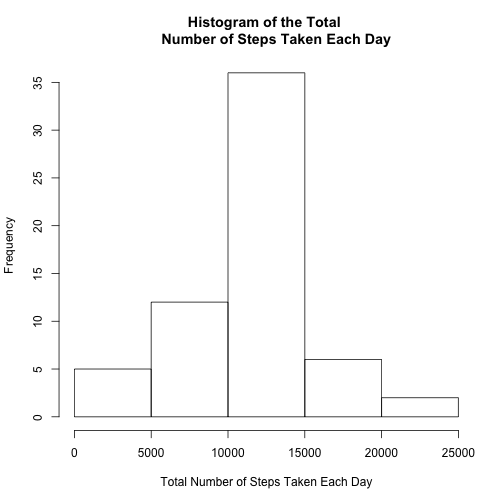 Histogram of the Total
Number of Steps Taken Each Day
Frequency
35
30
25
20
15
10
5
0
0 5000 10000 15000 20000 25000
Total Number of Steps Taken Each Day